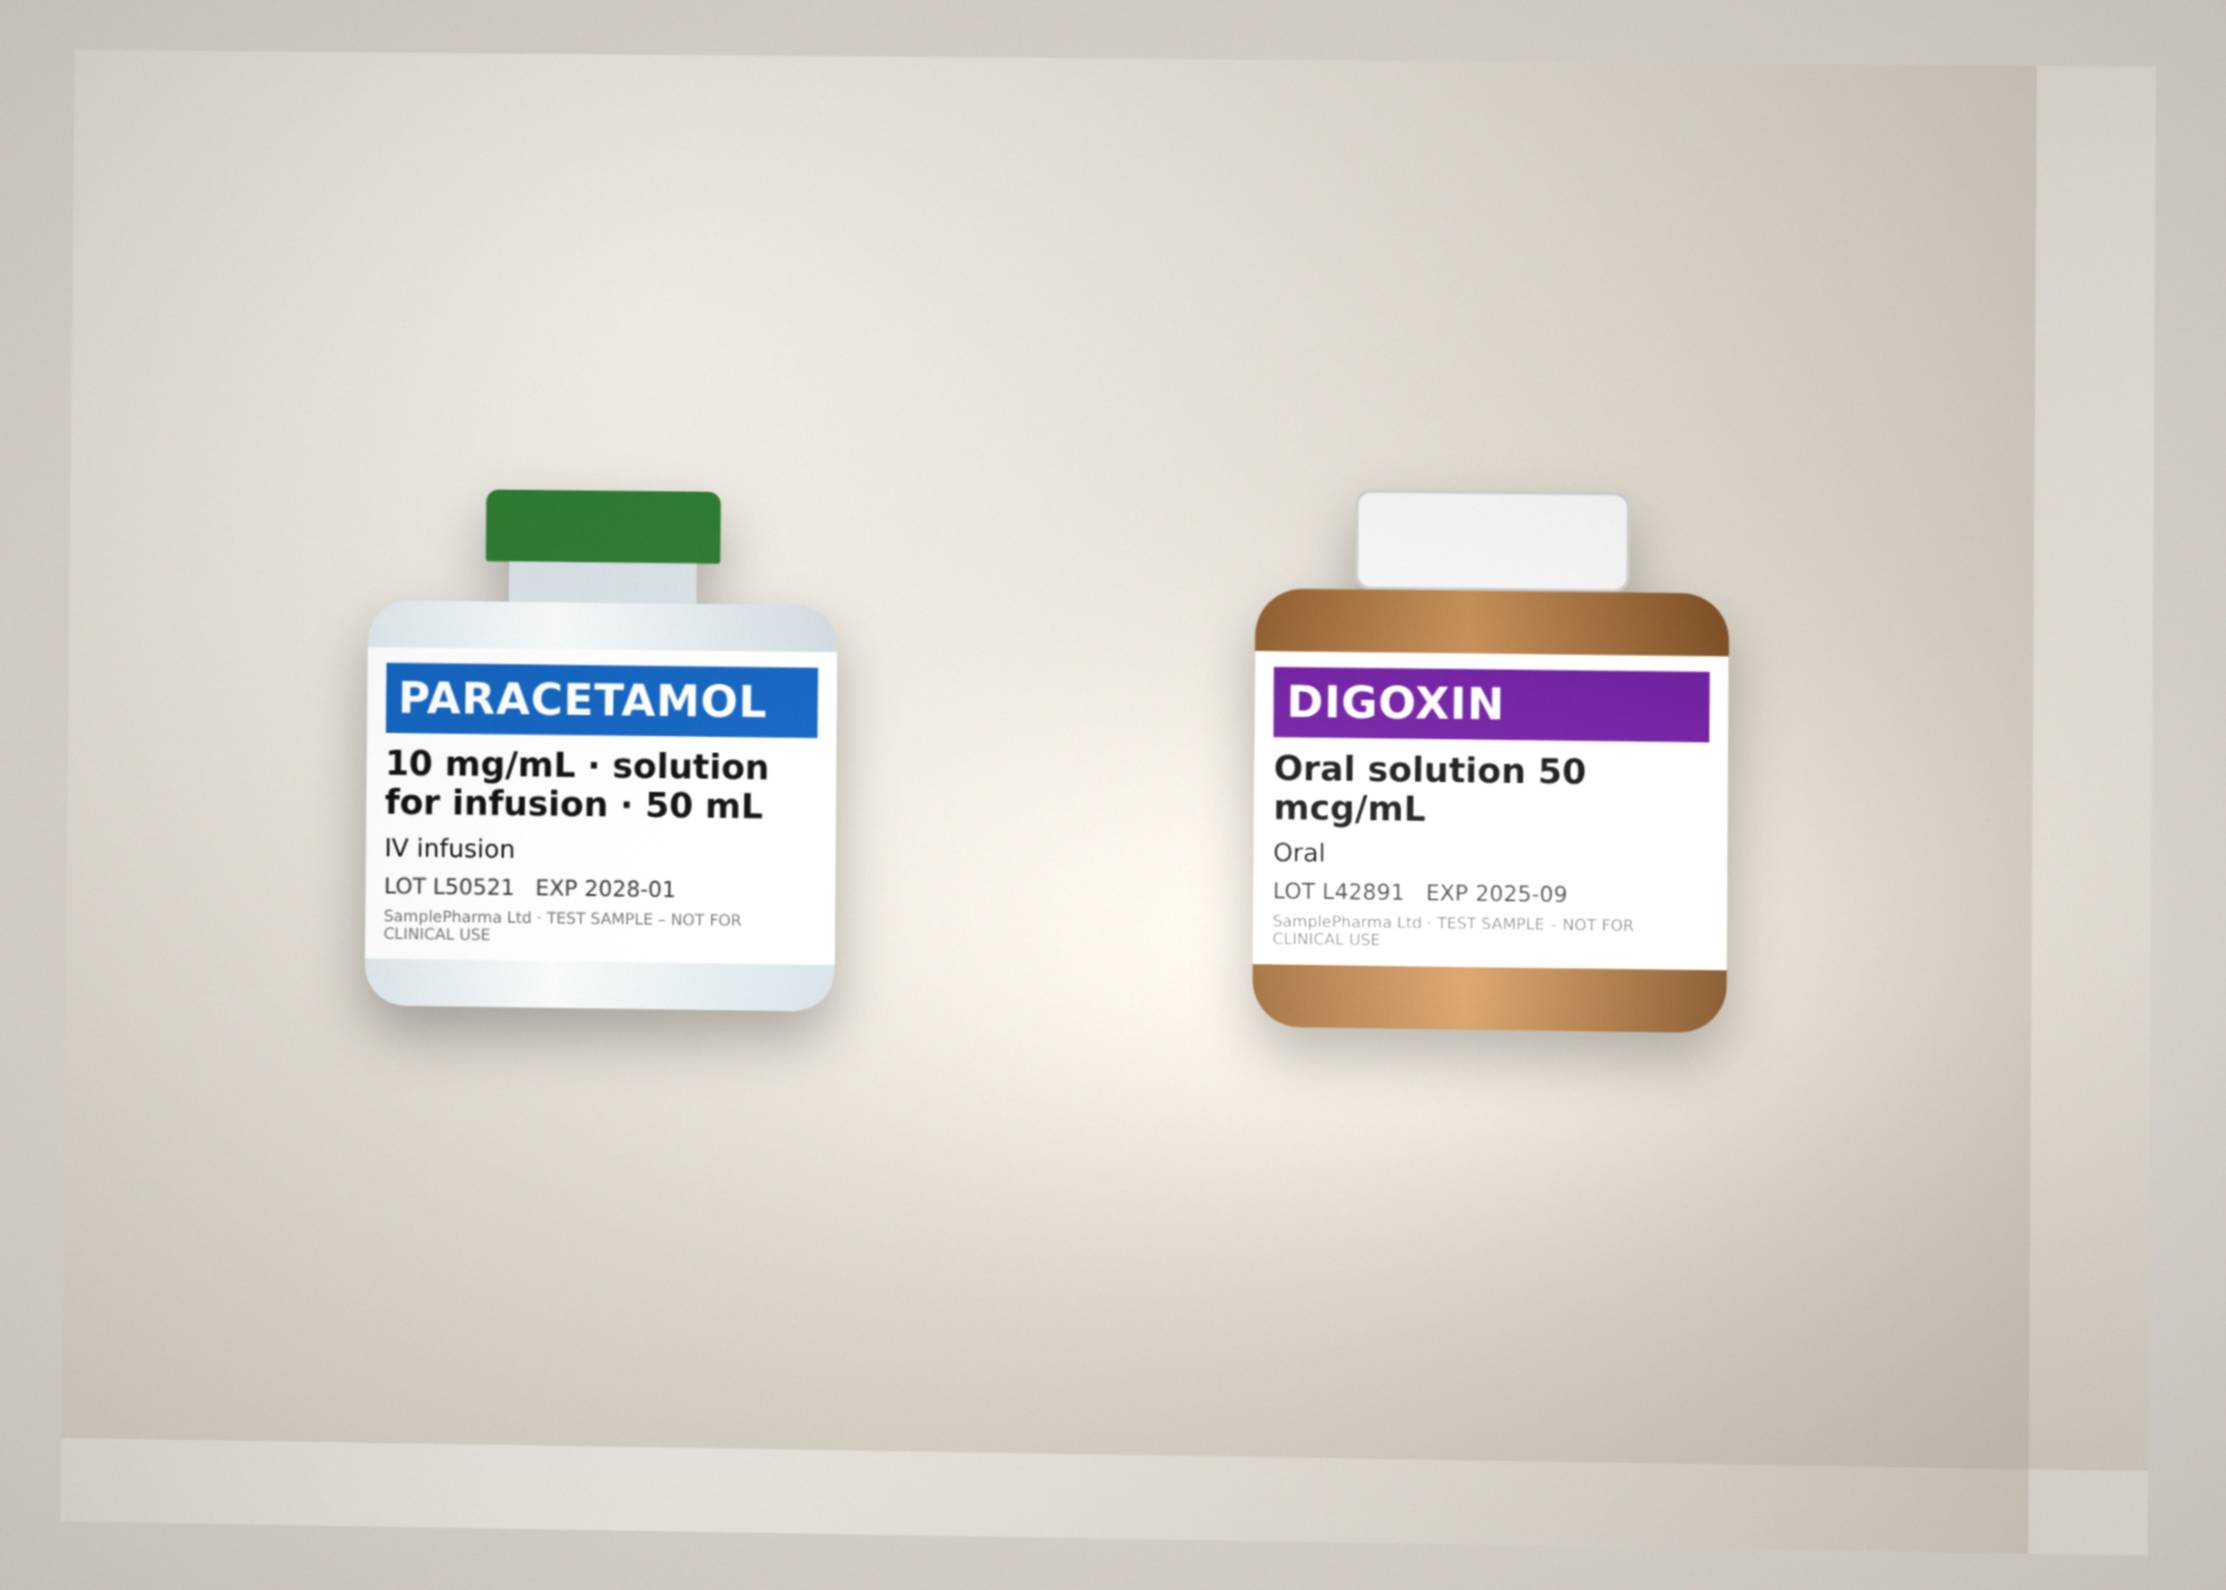 PARACETAMOL
10 mg/mL · solution
for infusion · 50 mL
IV infusion
LOT L50521 EXP 2028-01
SamplePharma Ltd · TEST SAMPLE – NOT FOR
CLINICAL USE
DIGOXIN
Oral solution 50
mcg/mL
Oral
LOT L42891 EXP 2025-09
SamplePharma Ltd · TEST SAMPLE – NOT FOR
CLINICAL USE